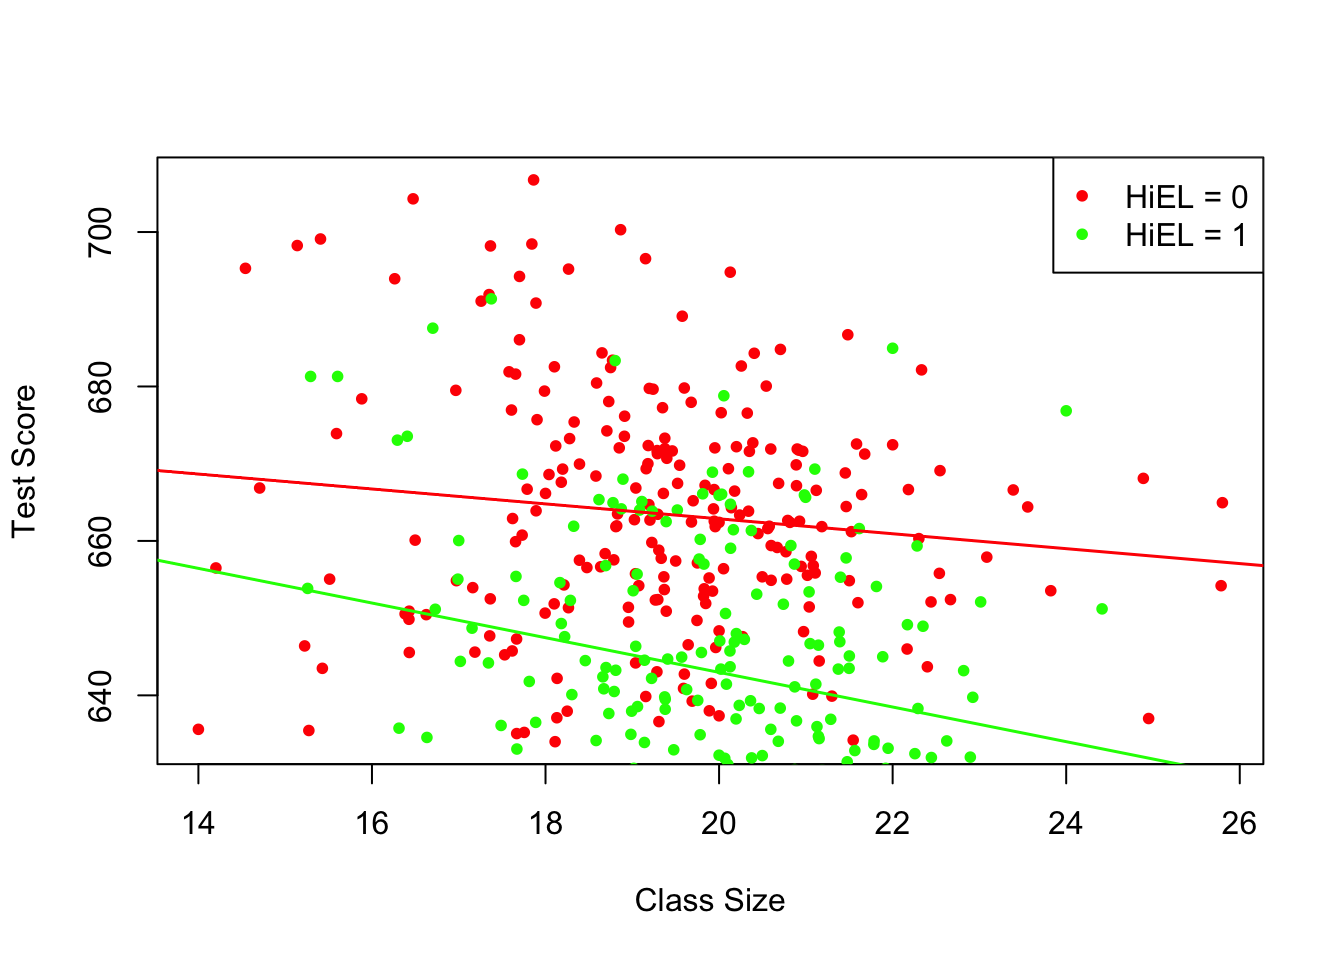 HiEL = 0
HiEL = 1
700
680
660
640
Test Score
14 16 18 20 22 24 26
Class Size